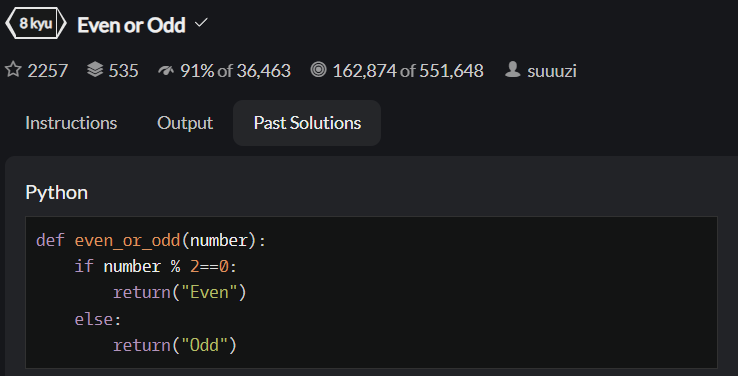 8 kyu Even or Odd
2257 535 91% of 36,463 162,874 of 551,648 suuuzi
Instructions Output Past Solutions
Python
def even_or_odd(number):
    if number % 2==0:
        return("Even")
    else:
        return("Odd")